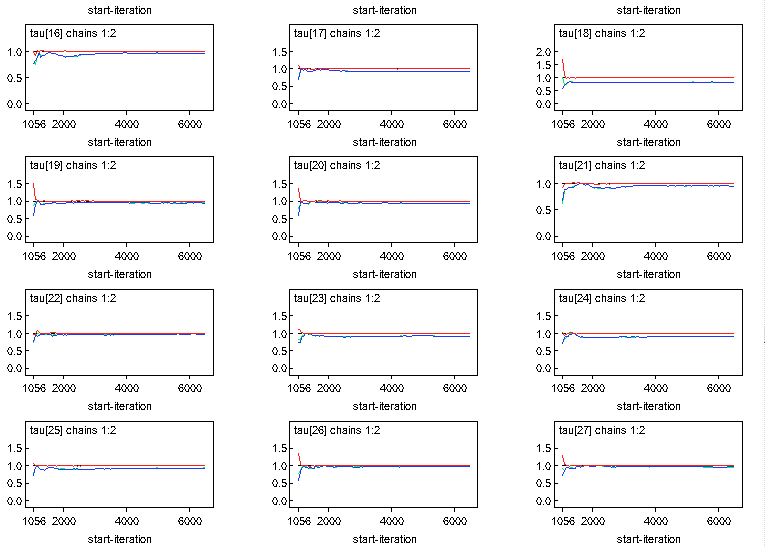 start-iteration start-iteration start-iteration
tau[16] chains 1:2 tau[17] chains 1:2 tau[18] chains 1:2
2.0
1.5 1.5
1.0 1.0 1.0
0.5 0.5 0.5
0.0 0.0 0.0
1056 2000 4000 6000 1056 2000 4000 6000 1056 2000 4000 6000
start-iteration start-iteration start-iteration
tau[19] chains 1:2 tau[20] chains 1:2 tau[21] chains 1:2
1.5 1.5 1.0
1.0 1.0
0.5 0.5 0.5
0.0 0.0 0.0
1056 2000 4000 6000 1056 2000 4000 6000 1056 2000 4000 6000
start-iteration start-iteration start-iteration
tau[22] chains 1:2 tau[23] chains 1:2 tau[24] chains 1:2
1.5 1.5 1.5
1.0 1.0 1.0
0.5 0.5 0.5
0.0 0.0 0.0
1056 2000 4000 6000 1056 2000 4000 6000 1056 2000 4000 6000
start-iteration start-iteration start-iteration
tau[25] chains 1:2 tau[26] chains 1:2 tau[27] chains 1:2
1.5 1.5 1.5
1.0 1.0 1.0
0.5 0.5 0.5
0.0 0.0 0.0
1056 2000 4000 6000 1056 2000 4000 6000 1056 2000 4000 6000
start-iteration start-iteration start-iteration